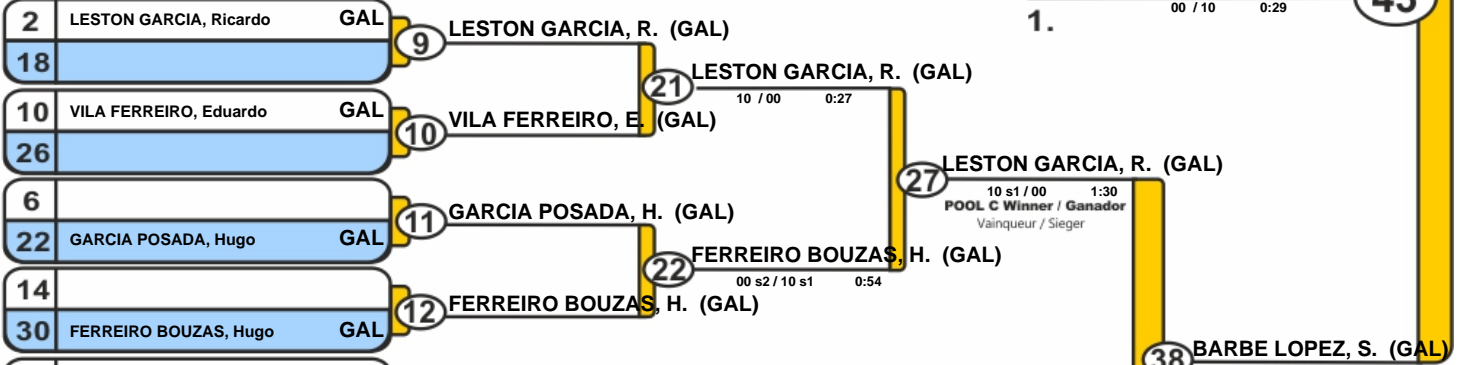 2 LESTON GARCIA, Ricardo GAL
18
9 LESTON GARCIA, R. (GAL)
10 VILA FERREIRO, Eduardo GAL
26
10 VILA FERREIRO, E. (GAL)
21 LESTON GARCIA, R. (GAL)
10 / 00 0:27
6
22 GARCIA POSADA, Hugo GAL
11 GARCIA POSADA, H. (GAL)
14
30 FERREIRO BOUZAS, Hugo GAL
12 FERREIRO BOUZAS, H. (GAL)
22 FERREIRO BOUZAS, H. (GAL)
00 s2 / 10 s1 0:54
27 LESTON GARCIA, R. (GAL)
10 s1 / 00 1:30
POOL C Winner / Ganador
Vainqueur / Sieger
38 BARBE LOPEZ, S. (GAL)
00 / 10 0:29
1.